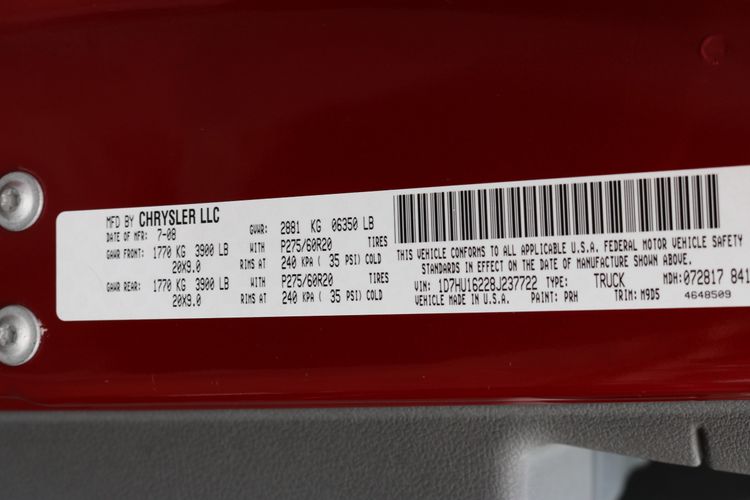 MFD BY CHRYSLER LLC
DATE OF MFR: 7-08 GVWR: 2881 KG 06350 LB
GAWR FRONT: 1770 KG 3900 LB WITH P275/60R20 TIRES
20X9.0 RIMS AT 240 KPA ( 35 PSI) COLD
GAWR REAR: 1770 KG 3900 LB WITH P275/60R20 TIRES
20X9.0 RIMS AT 240 KPA ( 35 PSI) COLD
THIS VEHICLE CONFORMS TO ALL APPLICABLE U.S.A. FEDERAL MOTOR VEHICLE SAFETY
STANDARDS IN EFFECT ON THE DATE OF MANUFACTURE SHOWN ABOVE.
VIN: 1D7HU16228J237722 TYPE: TRUCK MDH: 072817 841
VEHICLE MADE IN U.S.A. PAINT: PRH TRIM: M9D5 4648509